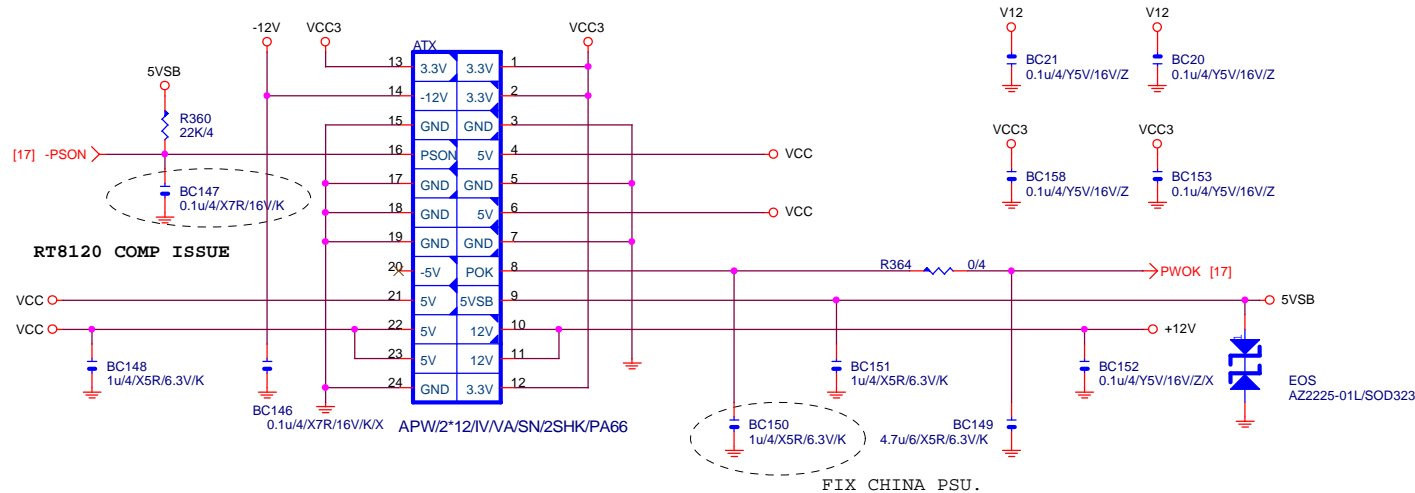 -12V
VCC3
VCC3
V12
V12
ATX
5VSB
R360
22K/4
[17] -PSON
BC147
0.1u/4/X7R/16V/K
RT8120 COMP ISSUE
13 3.3V 3.3V 1
14 -12V 3.3V 2
15 GND GND 3
16 PSON 5V 4
17 GND GND 5
18 GND 5V 6
19 GND GND 7
20 -5V POK 8
21 5V 5VSB 9
22 5V 12V 10
23 5V 12V 11
24 GND 3.3V 12
VCC
VCC
BC21
0.1u/4/Y5V/16V/Z
BC20
0.1u/4/Y5V/16V/Z
VCC3
VCC3
BC158
0.1u/4/Y5V/16V/Z
BC153
0.1u/4/Y5V/16V/Z
R364 0/4
PWOK [17]
5VSB
+12V
VCC
VCC
BC148
1u/4/X5R/6.3V/K
BC146
0.1u/4/X7R/16V/K/X
APW/2*12/IV/VA/SN/2SHK/PA66
BC151
1u/4/X5R/6.3V/K
BC152
0.1u/4/Y5V/16V/Z/X
1
EOS
AZ2225-01L/SOD323
BC150
1u/4/X5R/6.3V/K
BC149
4.7u/6/X5R/6.3V/K
FIX CHINA PSU.